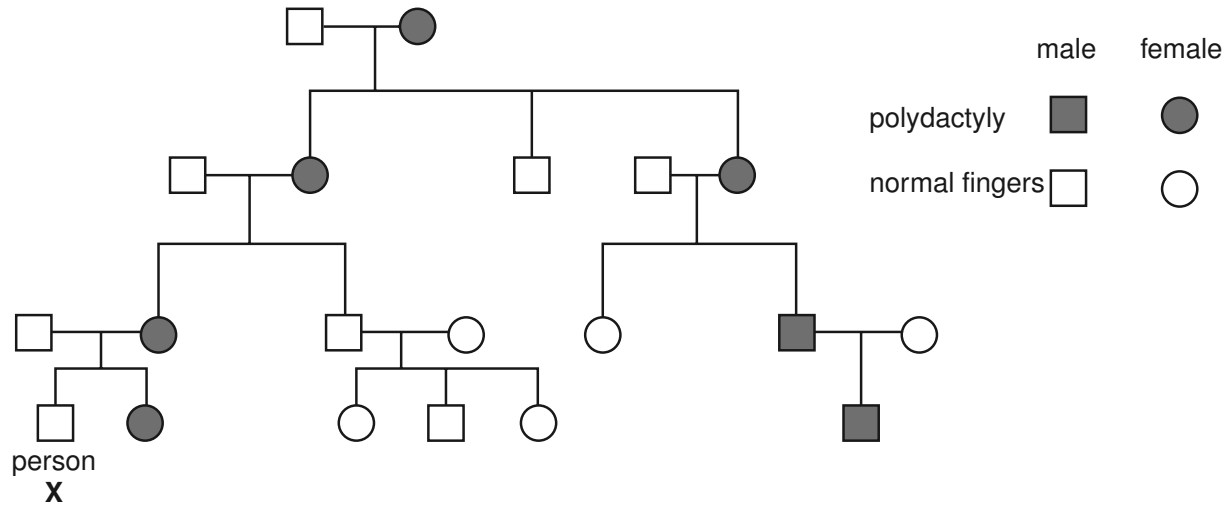 male female
polydactyly
normal fingers
person
X